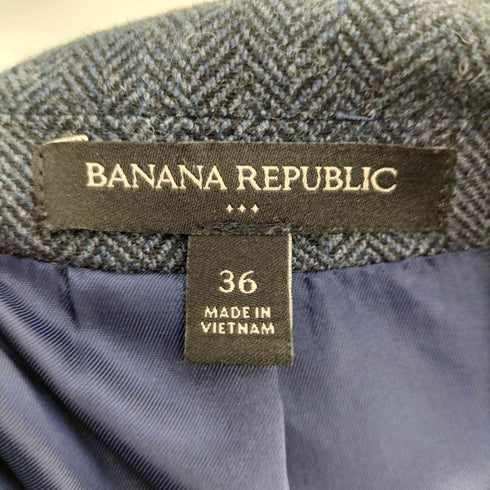 BANANA REPUBLIC
36
MADE IN
VIETNAM